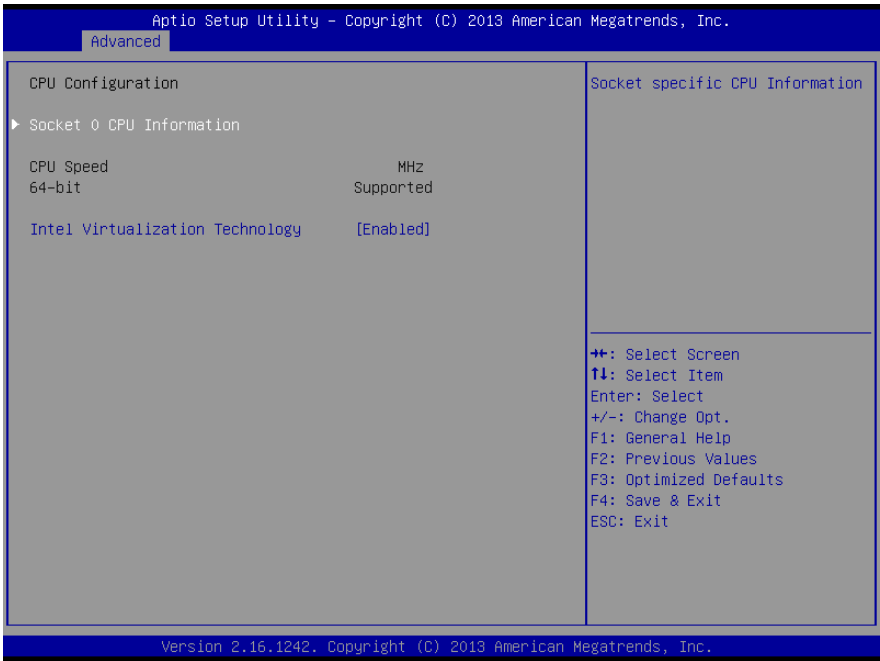 Aptio Setup Utility – Copyright (C) 2013 American Megatrends, Inc.
Advanced
CPU Configuration
Socket 0 CPU Information
CPU Speed MHz
64-bit Supported
Intel Virtualization Technology [Enabled]
Socket specific CPU Information
→←: Select Screen
↑↓: Select Item
Enter: Select
+/-: Change Opt.
F1: General Help
F2: Previous Values
F3: Optimized Defaults
F4: Save & Exit
ESC: Exit
Version 2.16.1242. Copyright (C) 2013 American Megatrends, Inc.